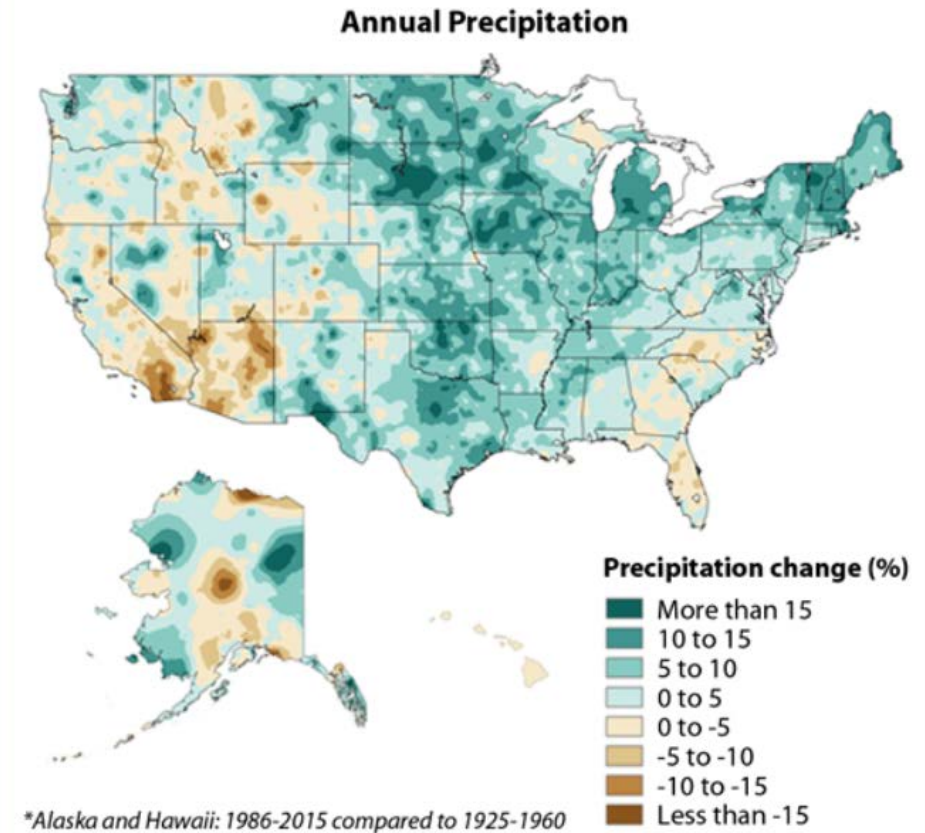 Annual Precipitation
Precipitation change (%)
More than 15
10 to 15
5 to 10
0 to 5
0 to -5
-5 to -10
-10 to -15
Less than -15
*Alaska and Hawaii: 1986-2015 compared to 1925-1960